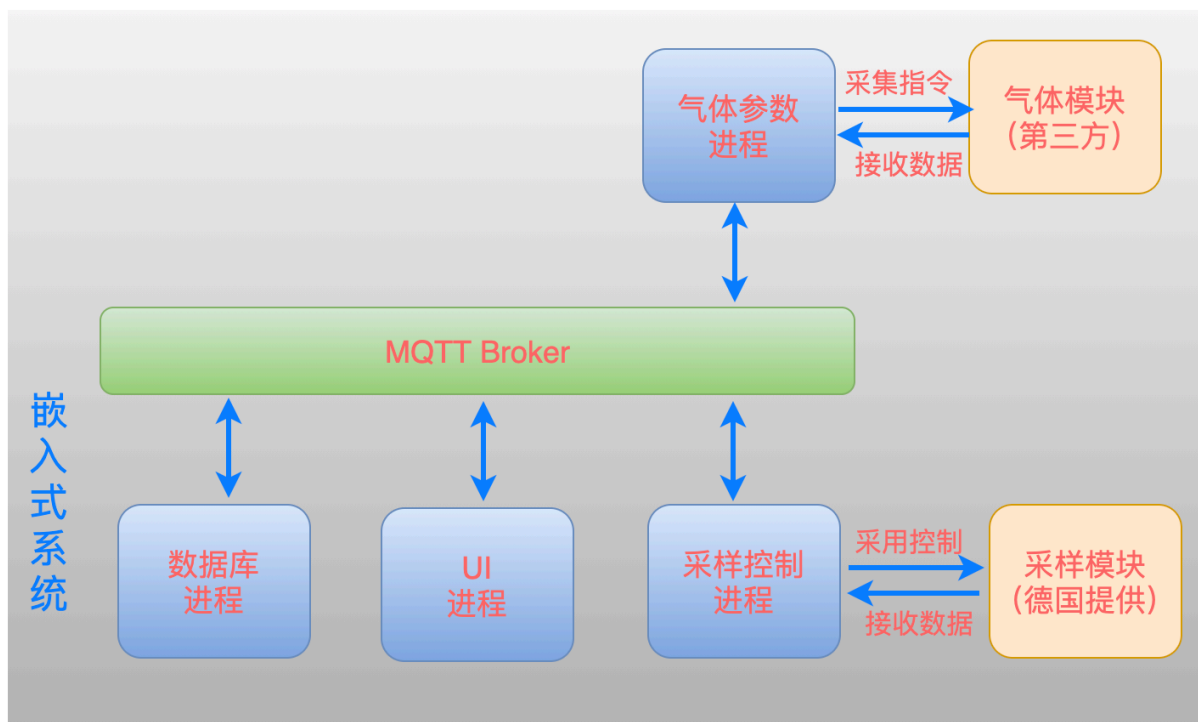 气体参数
进程
采集指令
接收数据
气体模块
(第三方)
MQTT Broker
嵌入式系统
数据库
进程
UI
进程
采样控制
进程
采用控制
接收数据
采样模块
(德国提供)